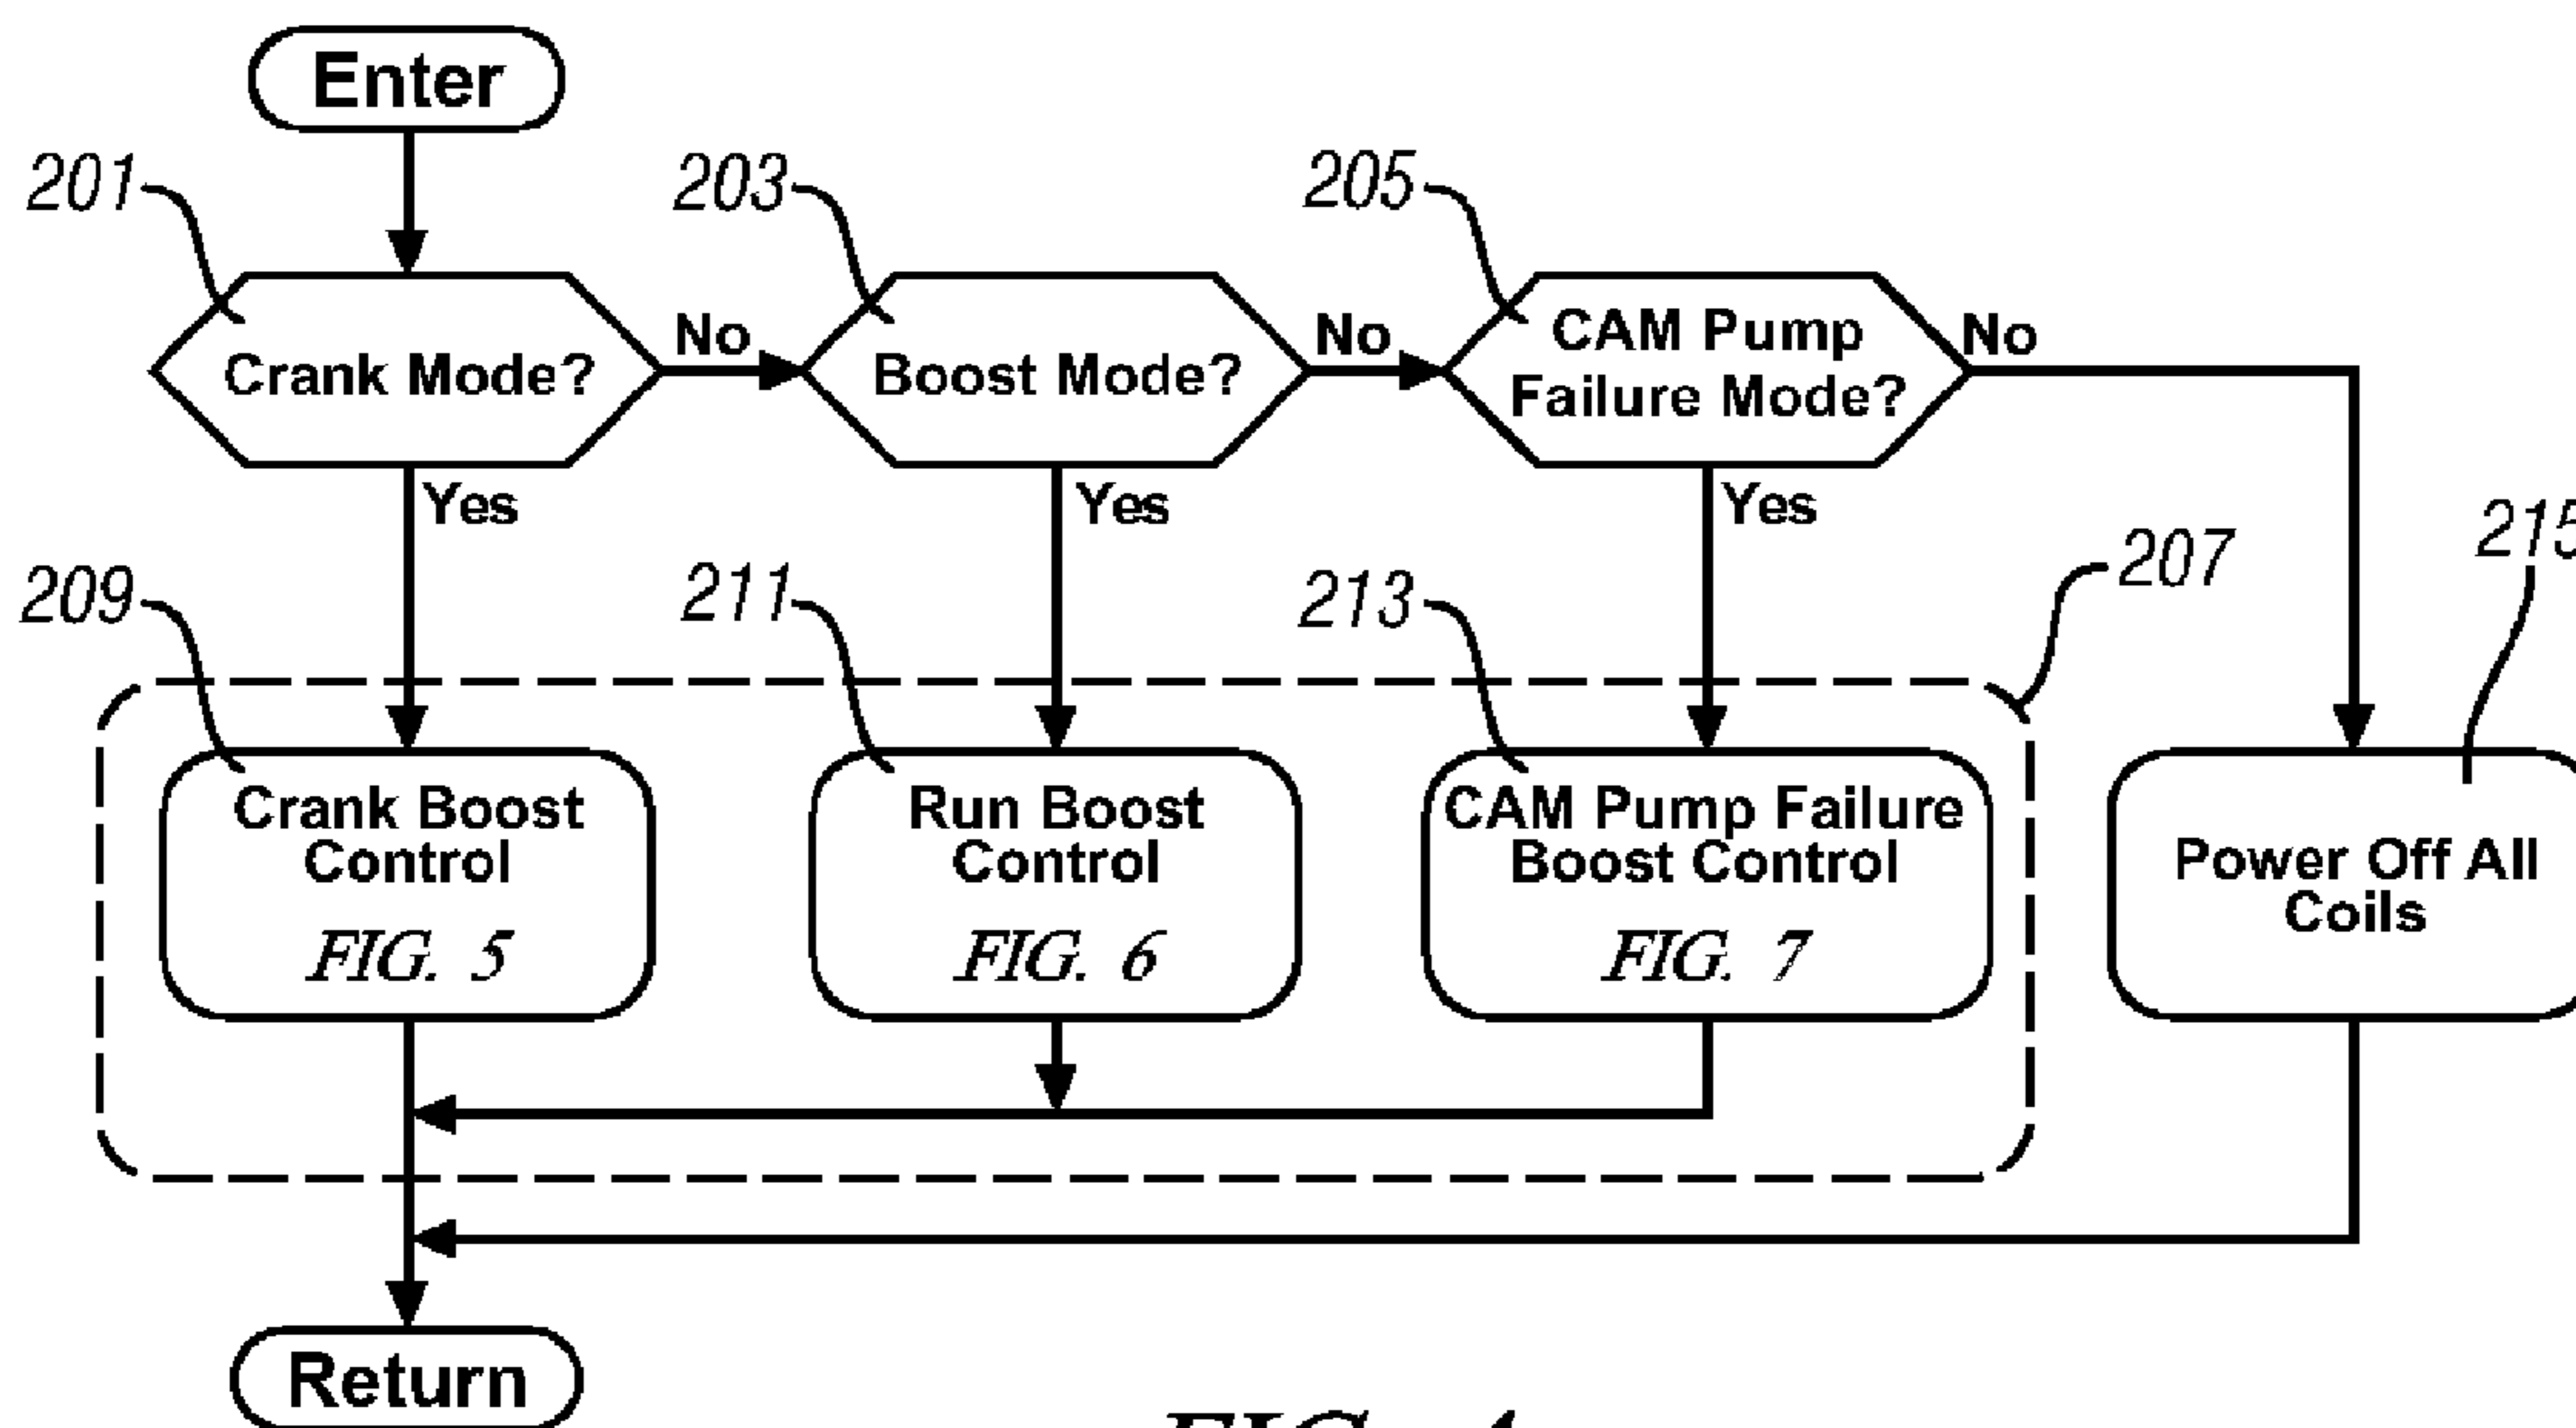 Enter
201
203
205
Crank Mode?
No
Boost Mode?
No
CAM Pump
Failure Mode?
No
Yes
Yes
Yes
209
211
213
207
215
Crank Boost
Control
FIG. 5
Run Boost
Control
FIG. 6
CAM Pump Failure
Boost Control
FIG. 7
Power Off All
Coils
Return